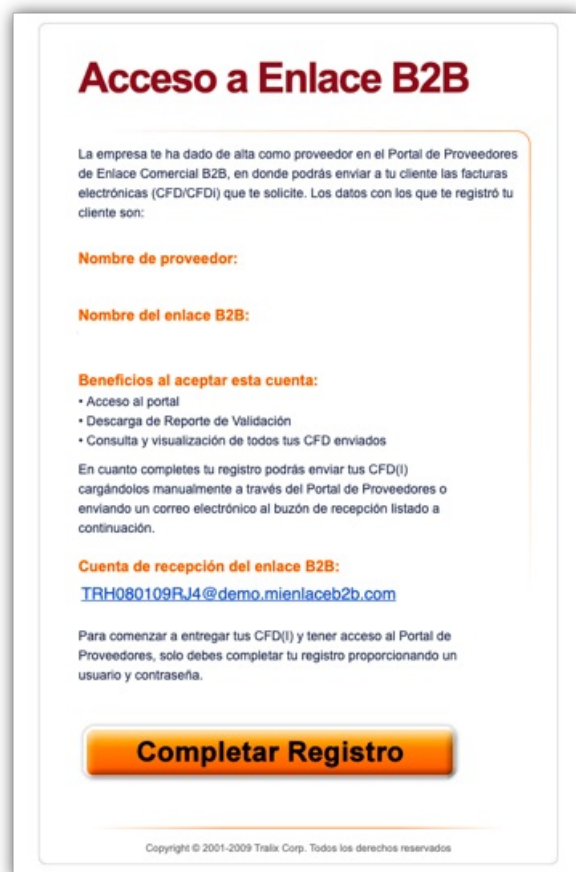 Acceso a Enlace B2B
La empresa te ha dado de alta como proveedor en el Portal de Proveedores
de Enlace Comercial B2B, en donde podrás enviar a tu cliente las facturas
electrónicas (CFD/CFDi) que te solicite. Los datos con los que te registró tu
cliente son:
Nombre de proveedor:
Nombre del enlace B2B:
Beneficios al aceptar esta cuenta:
• Acceso al portal
• Descarga de Reporte de Validación
• Consulta y visualización de todos tus CFD enviados
En cuanto completes tu registro podrás enviar tus CFD(I)
cargándolos manualmente a través del Portal de Proveedores o
enviando un correo electrónico al buzón de recepción listado a
continuación.
Cuenta de recepción del enlace B2B:
TRH080109RJ4@demo.mienlaceb2b.com
Para comenzar a entregar tus CFD(I) y tener acceso al Portal de
Proveedores, solo debes completar tu registro proporcionando un
usuario y contraseña.
Completar Registro
Copyright © 2001-2009 Tralix Corp. Todos los derechos reservados